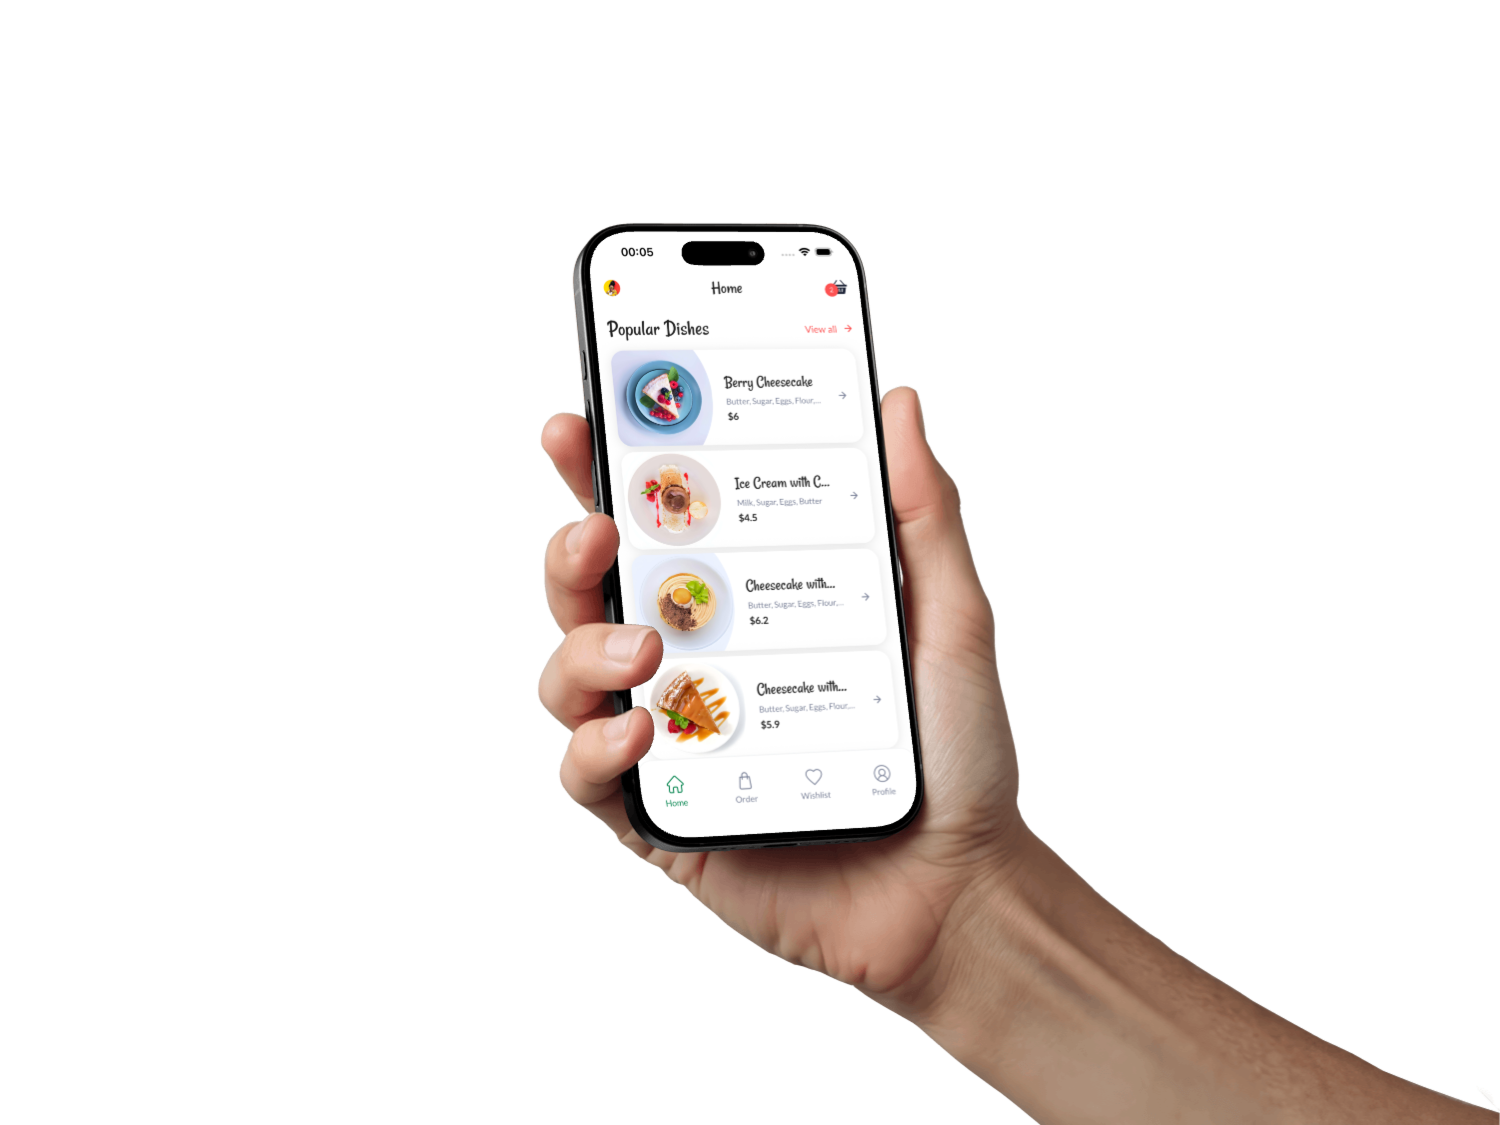 00:05
Home
2
Popular Dishes
View all
Berry Cheesecake
Butter, Sugar, Eggs, Flour,...
$6
Ice Cream with C...
Milk, Sugar, Eggs, Butter
$4.5
Cheesecake with...
Butter, Sugar, Eggs, Flour,...
$6.2
Cheesecake with...
Butter, Sugar, Eggs, Flour,...
$5.9
Home
Order
Wishlist
Profile